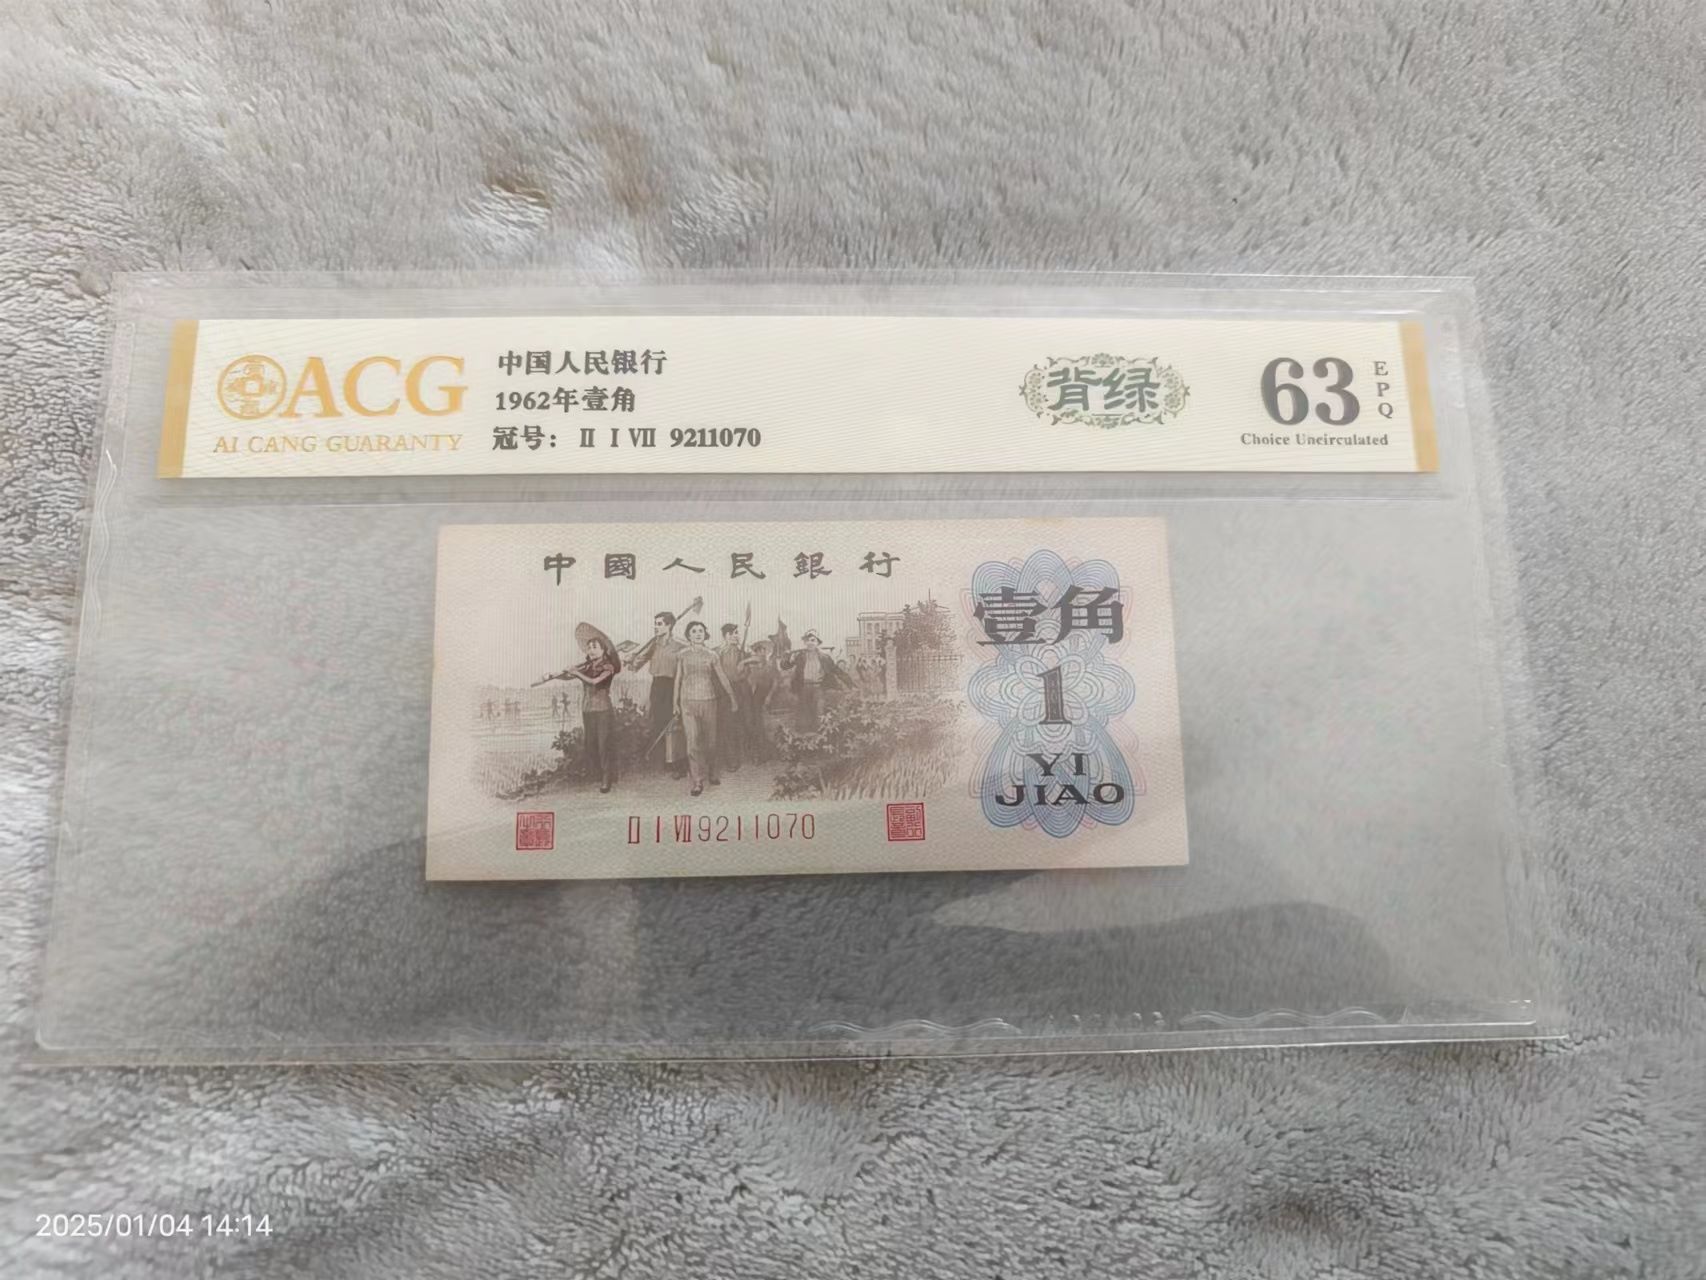 ACG
AI CANG GUARANTY
中国人民银行
1962年壹角
冠号: Ⅱ Ⅰ Ⅶ 9211070
背绿
63
EPQ
Choice Uncirculated
中國人民銀行
壹角
1
YI
JIAO
Ⅱ Ⅰ Ⅶ 9211070
2025/01/04 14:14